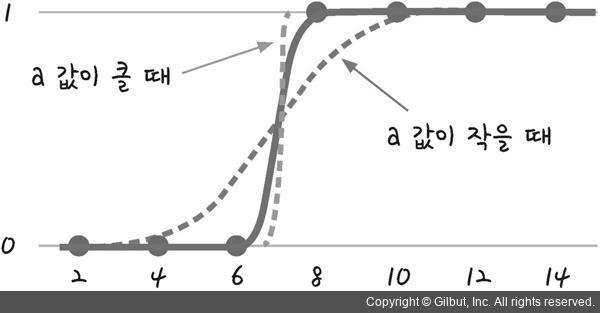 1
a 값이 클 때
a 값이 작을 때
0
2 4 6 8 10 12 14
Copyright © Gilbut, Inc. All rights reserved.